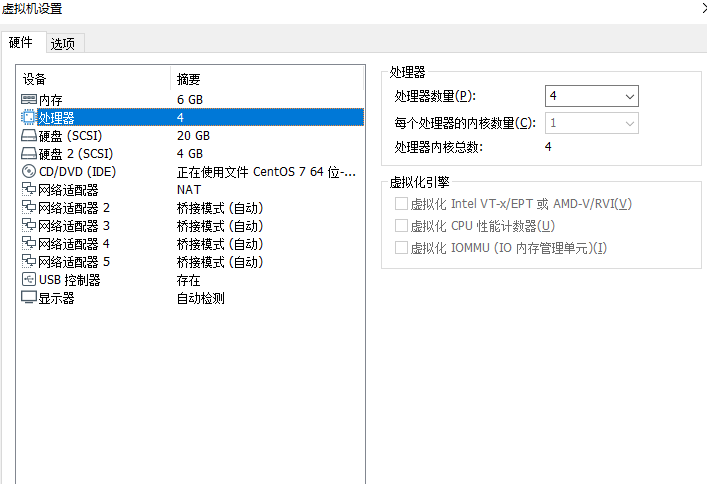 虚拟机设置
硬件 选项
设备 摘要
内存 6 GB
处理器 4
硬盘 (SCSI) 20 GB
硬盘 2 (SCSI) 4 GB
CD/DVD (IDE) 正在使用文件 CentOS 7 64 位-...
网络适配器 NAT
网络适配器 2 桥接模式 (自动)
网络适配器 3 桥接模式 (自动)
网络适配器 4 桥接模式 (自动)
网络适配器 5 桥接模式 (自动)
USB 控制器 存在
显示器 自动检测
处理器
处理器数量(P): 4
每个处理器的内核数量(C): 1
处理器内核总数: 4
虚拟化引擎
虚拟化 Intel VT-x/EPT 或 AMD-V/RVI(V)
虚拟化 CPU 性能计数器(U)
虚拟化 IOMMU (IO 内存管理单元)(I)